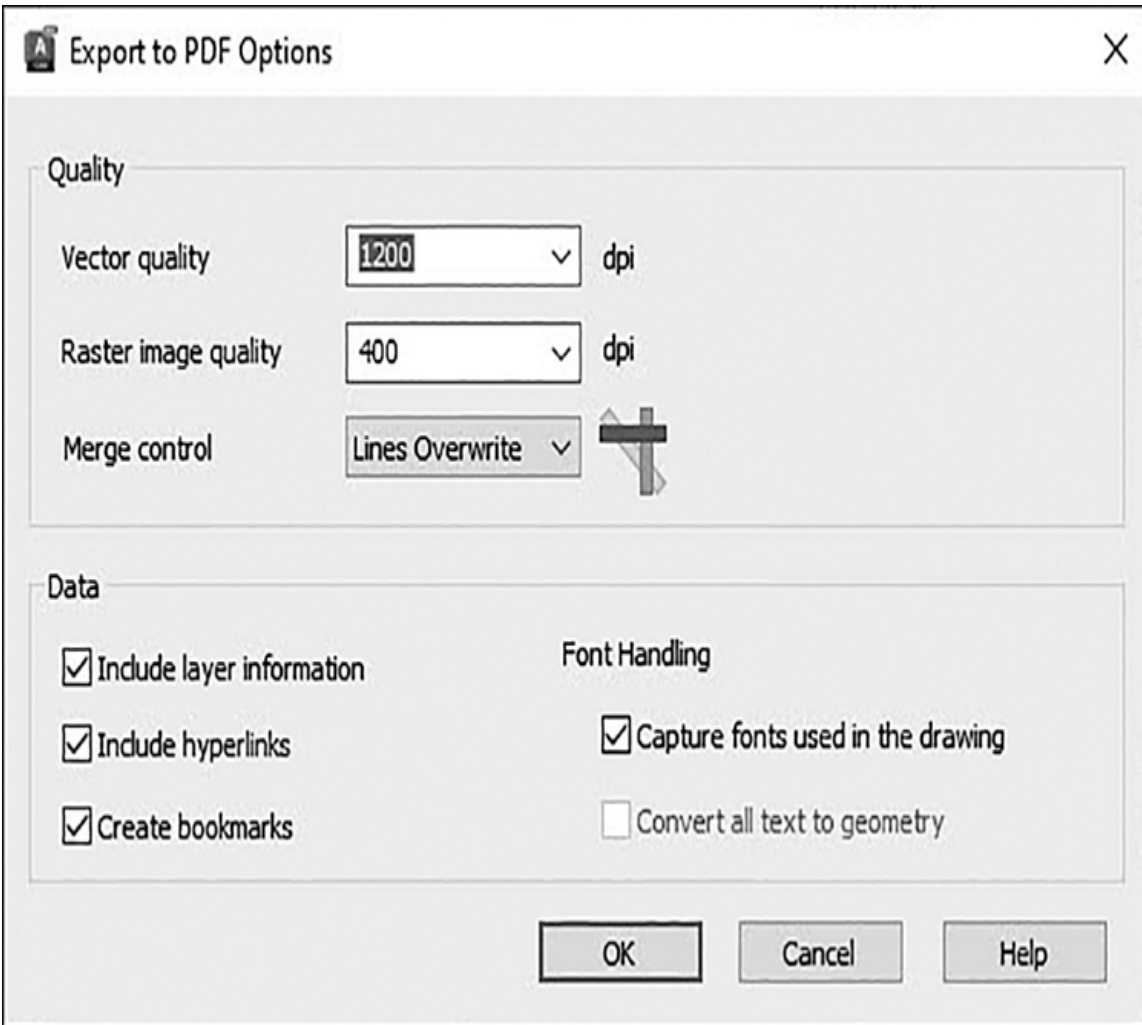 Export to PDF Options
Quality
Vector quality 1200 dpi
Raster image quality 400 dpi
Merge control Lines Overwrite
Data
Include layer information
Include hyperlinks
Create bookmarks
Font Handling
Capture fonts used in the drawing
Convert all text to geometry
OK Cancel Help